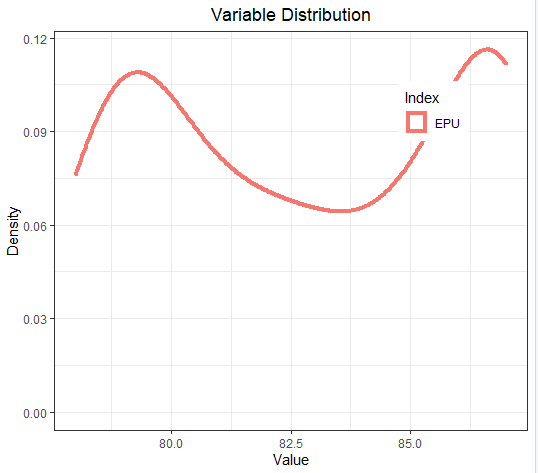 Variable Distribution
0.12
0.09
0.06
0.03
0.00
Density
Index
EPU
80.0 82.5 85.0
Value